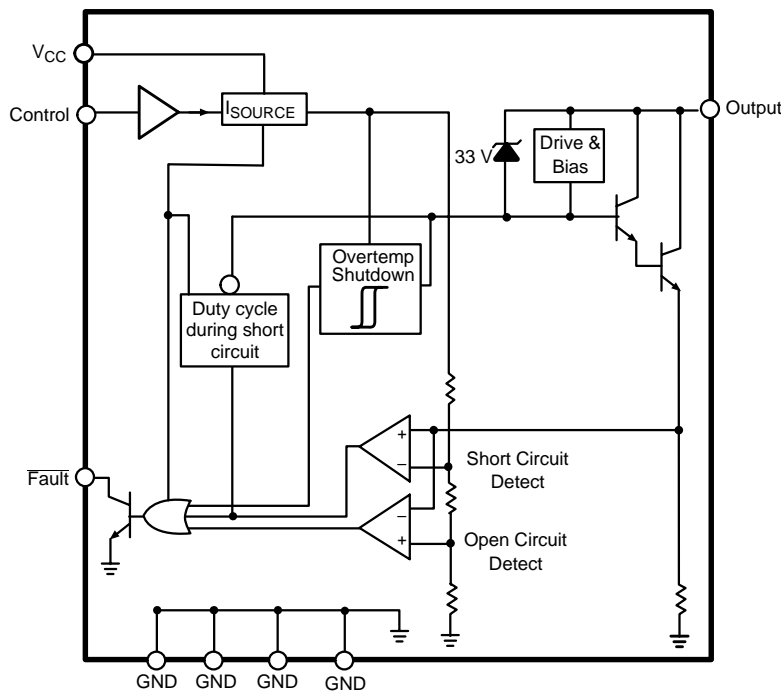 VCC
Control
ISOURCE
Output
33 V
Drive &
Bias
Overtemp
Shutdown
Duty cycle
during short
circuit
+
−
Short Circuit
Detect
Fault
−
+
Open Circuit
Detect
GND
GND
GND
GND